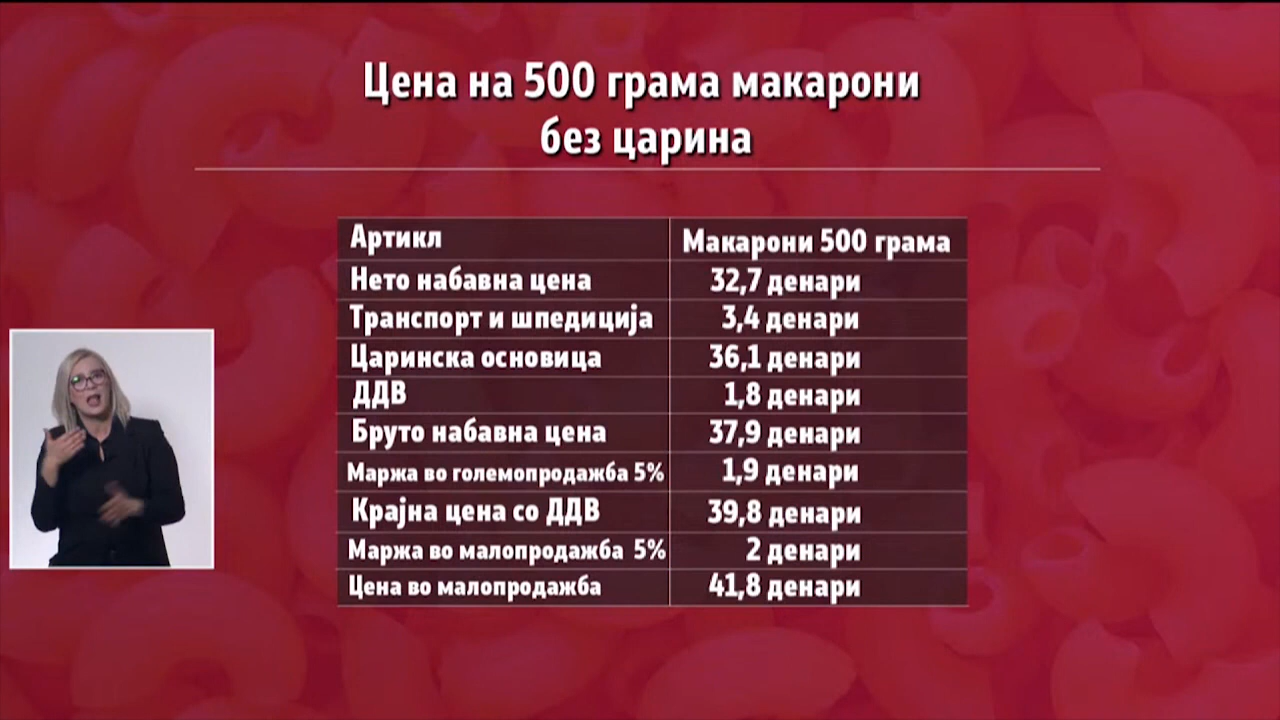 Цена на 500 грама макарони
без царина
Артикл Макарони 500 грама
Нето набавна цена 32,7 денари
Транспорт и шпедиција 3,4 денари
Царинска основица 36,1 денари
ДДВ 1,8 денари
Бруто набавна цена 37,9 денари
Маржа во големопродажба 5% 1,9 денари
Крајна цена со ДДВ 39,8 денари
Маржа во малопродажба 5% 2 денари
Цена во малопродажба 41,8 денари